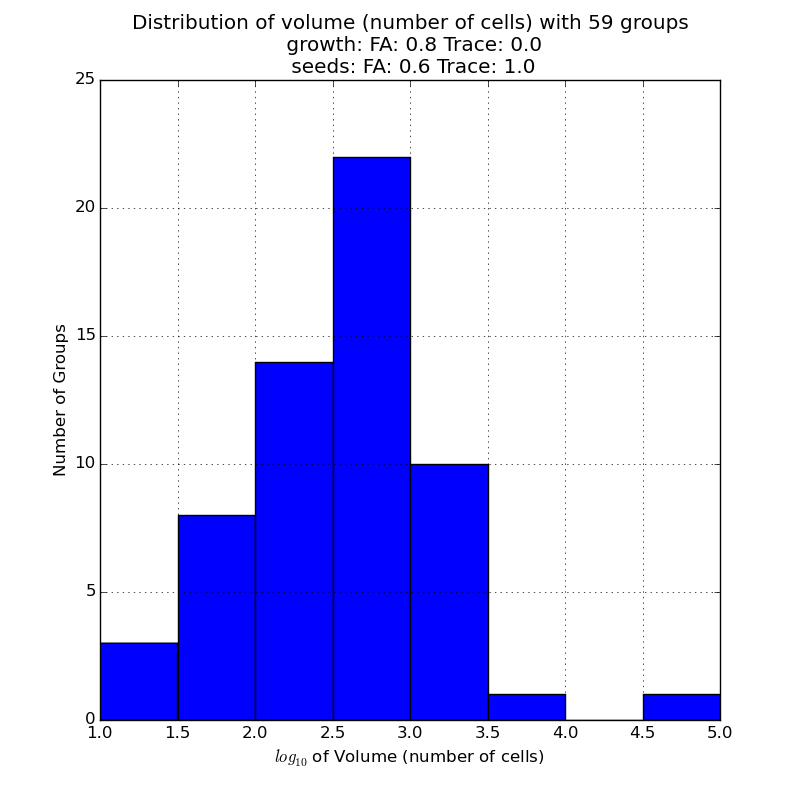 Distribution of volume (number of cells) with 59 groups
growth: FA: 0.8 Trace: 0.0
seeds: FA: 0.6 Trace: 1.0
25
20
15
10
5
0
Number of Groups
1.0 1.5 2.0 2.5 3.0 3.5 4.0 4.5 5.0
log10 of Volume (number of cells)